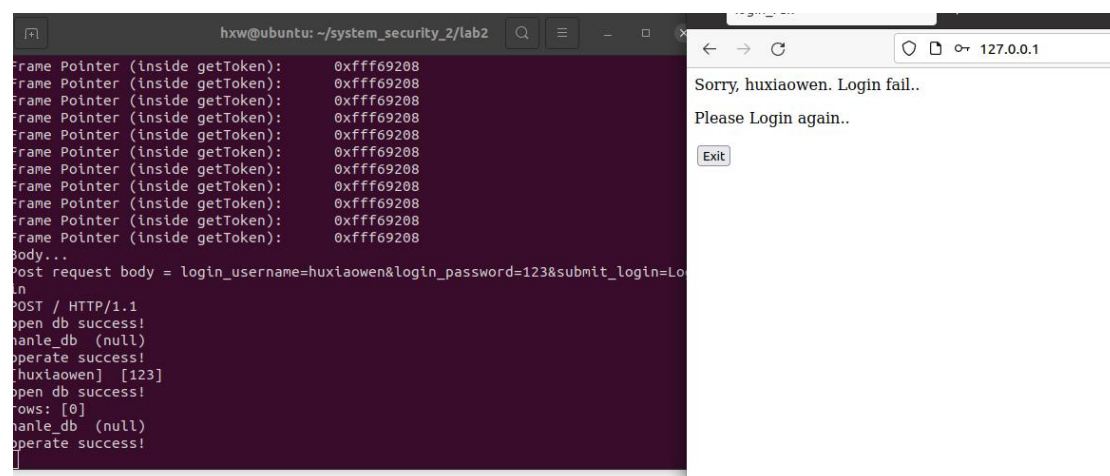 hxw@ubuntu: ~/system_security_2/lab2
Frame Pointer (inside getToken): 0xfff69208
Frame Pointer (inside getToken): 0xfff69208
Frame Pointer (inside getToken): 0xfff69208
Frame Pointer (inside getToken): 0xfff69208
Frame Pointer (inside getToken): 0xfff69208
Frame Pointer (inside getToken): 0xfff69208
Frame Pointer (inside getToken): 0xfff69208
Frame Pointer (inside getToken): 0xfff69208
Frame Pointer (inside getToken): 0xfff69208
Frame Pointer (inside getToken): 0xfff69208
Frame Pointer (inside getToken): 0xfff69208
Body...
Post request body = login_username=huxiaowen&login_password=123&submit_login=Lo
in
POST / HTTP/1.1
open db success!
hanle_db (null)
operate success!
[huxiaowen] [123]
open db success!
rows: [0]
hanle_db (null)
operate success!
127.0.0.1
Sorry, huxiaowen. Login fail..
Please Login again..
Exit